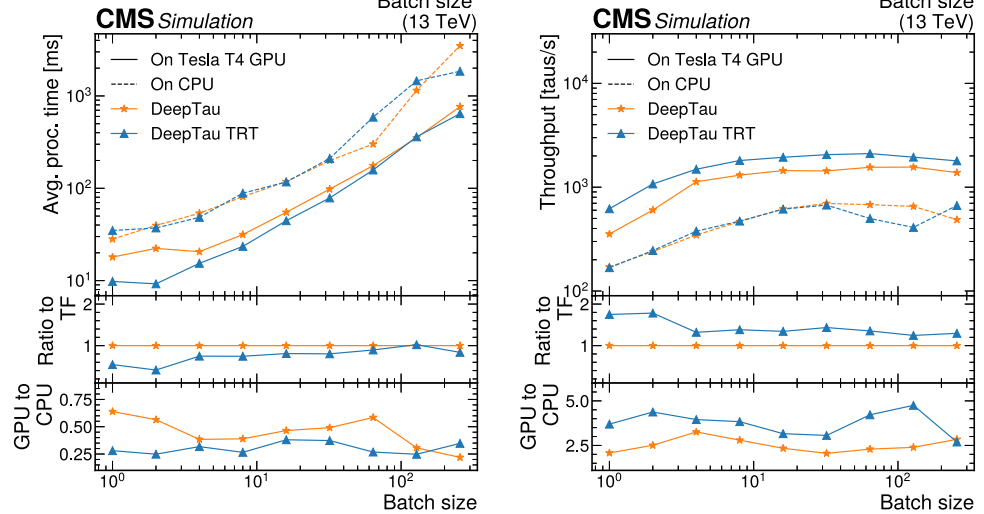 Batch size
CMS Simulation (13 TeV)
Avg. proc. time [ms]
On Tesla T4 GPU
On CPU
DeepTau
DeepTau TRT
10³
10²
10¹
Ratio to
TF
2
1
GPU to
CPU
0.75
0.50
0.25
10⁰ 10¹ 10²
Batch size
Batch size
CMS Simulation (13 TeV)
Throughput [taus/s]
On Tesla T4 GPU
On CPU
DeepTau
DeepTau TRT
10⁴
10³
10²
Ratio to
TF
2
1
GPU to
CPU
5.0
2.5
10⁰ 10¹ 10²
Batch size